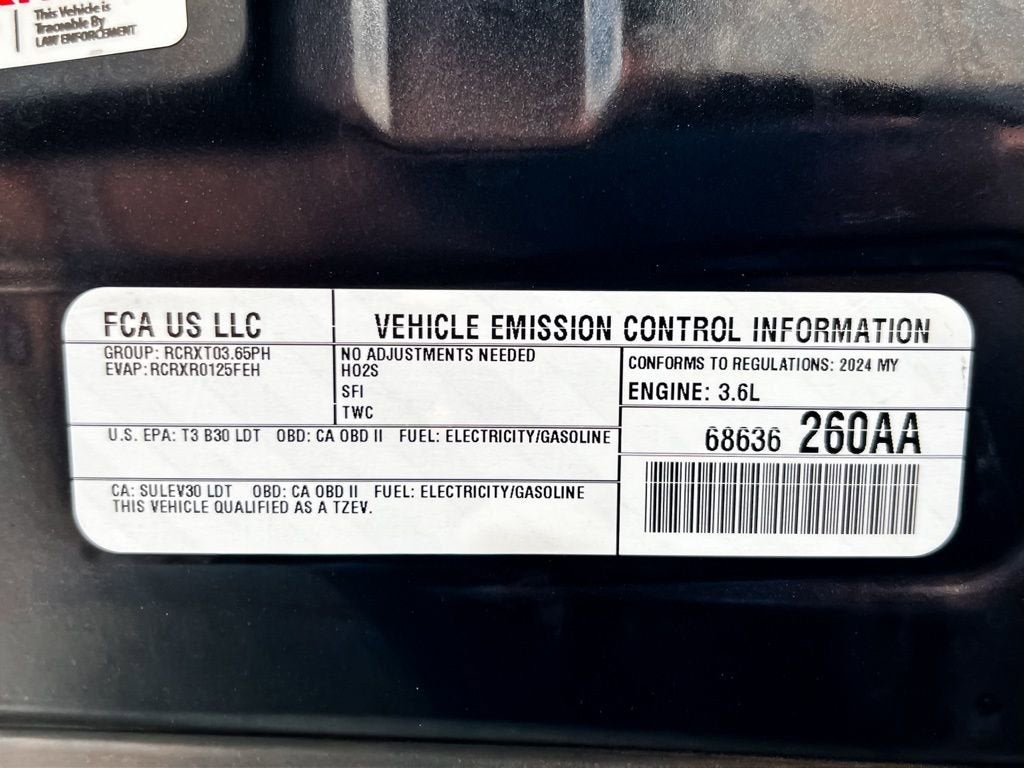 This Vehicle is
Traceable By
LAW ENFORCEMENT
FCA US LLC
VEHICLE EMISSION CONTROL INFORMATION
GROUP: RCRXT03.65PH
EVAP: RCRXR0125FEH
NO ADJUSTMENTS NEEDED
HO2S
SFI
TWC
CONFORMS TO REGULATIONS: 2024 MY
ENGINE: 3.6L
68636 260AA
U.S. EPA: T3 B30 LDT OBD: CA OBD II FUEL: ELECTRICITY/GASOLINE
CA: SULEV30 LDT OBD: CA OBD II FUEL: ELECTRICITY/GASOLINE
THIS VEHICLE QUALIFIED AS A TZEV.